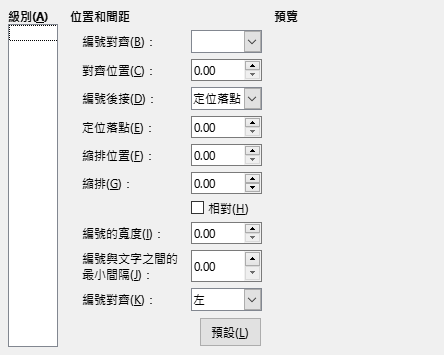 級別(A)
位置和間距
預覽
編號對齊(B)：
對齊位置(C)：
0.00
編號後接(D)：
定位落點
定位落點(E)：
0.00
縮排位置(F)：
0.00
縮排(G)：
0.00
相對(H)
編號的寬度(I)：
0.00
編號與文字之間的
最小間隔(J)：
0.00
編號對齊(K)：
左
預設(L)